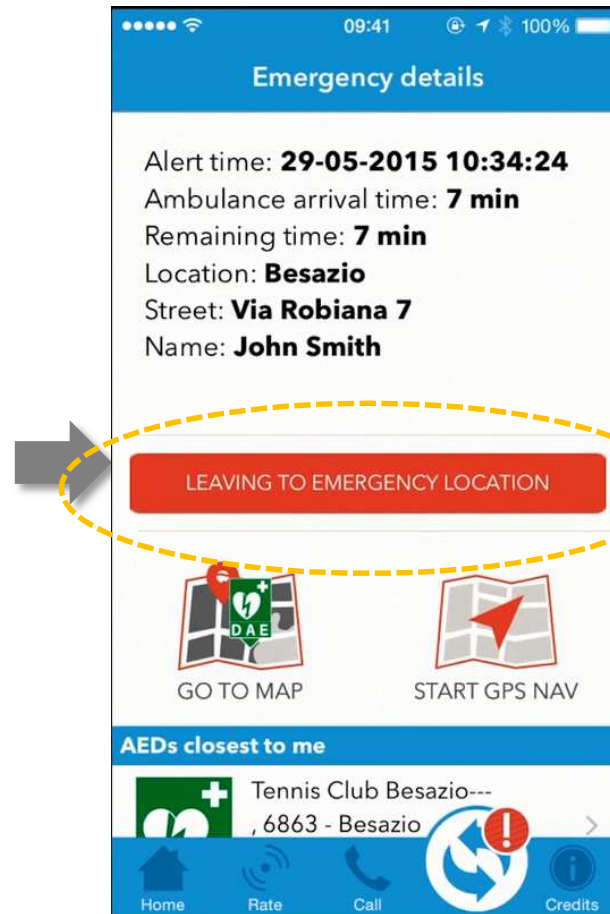 09:41 100%
Emergency details
Alert time: 29-05-2015 10:34:24
Ambulance arrival time: 7 min
Remaining time: 7 min
Location: Besazio
Street: Via Robiana 7
Name: John Smith
LEAVING TO EMERGENCY LOCATION
DAE
GO TO MAP START GPS NAV
AEDs closest to me
Tennis Club Besazio---
, 6863 - Besazio
Home Rate Call Credits